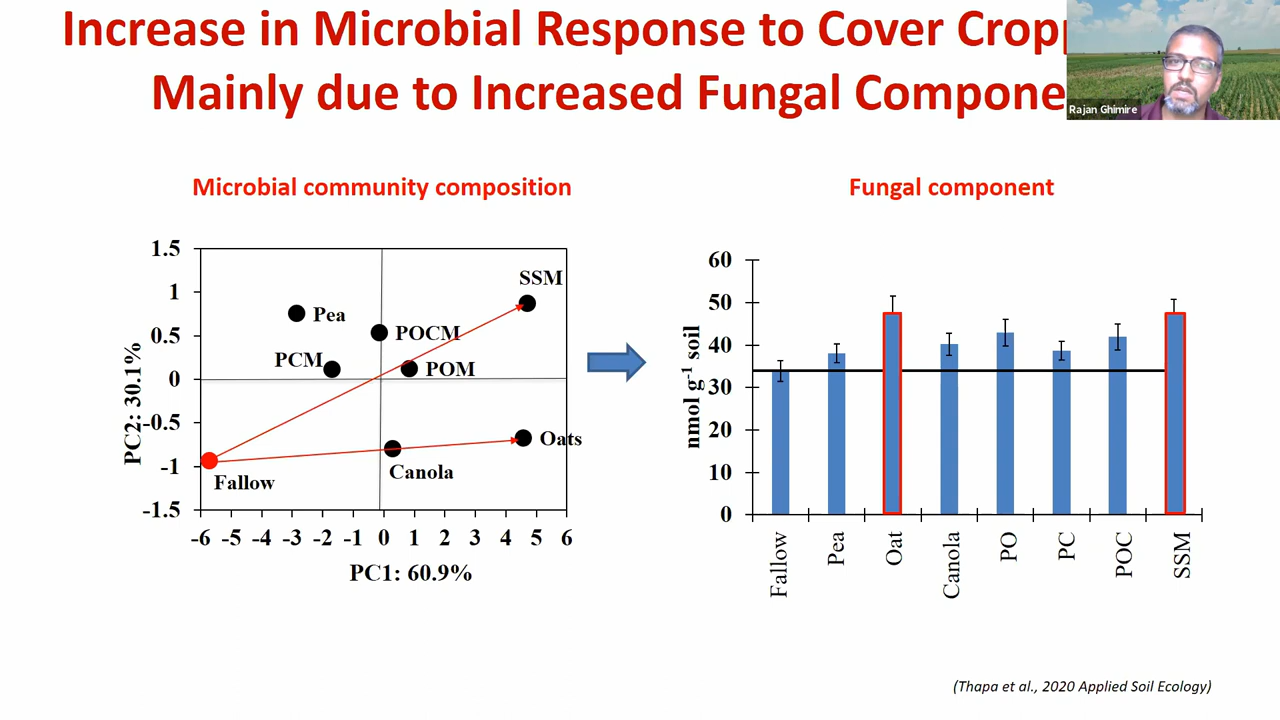 Increase in Microbial Response to Cover
Mainly due to Increased Fungal
Rajan Ghimire
Microbial community composition
Fungal component
1.5
1
0.5
0
-0.5
-1
-1.5
PC2: 30.1%
SSM
Pea
POCM
PCM
POM
Oats
Canola
Fallow
-6 -5 -4 -3 -2 -1 0 1 2 3 4 5 6
PC1: 60.9%
60
50
40
30
20
10
0
nmol g-1 soil
Fallow Pea Oat Canola PO PC POC SSM
(Thapa et al., 2020 Applied Soil Ecology)